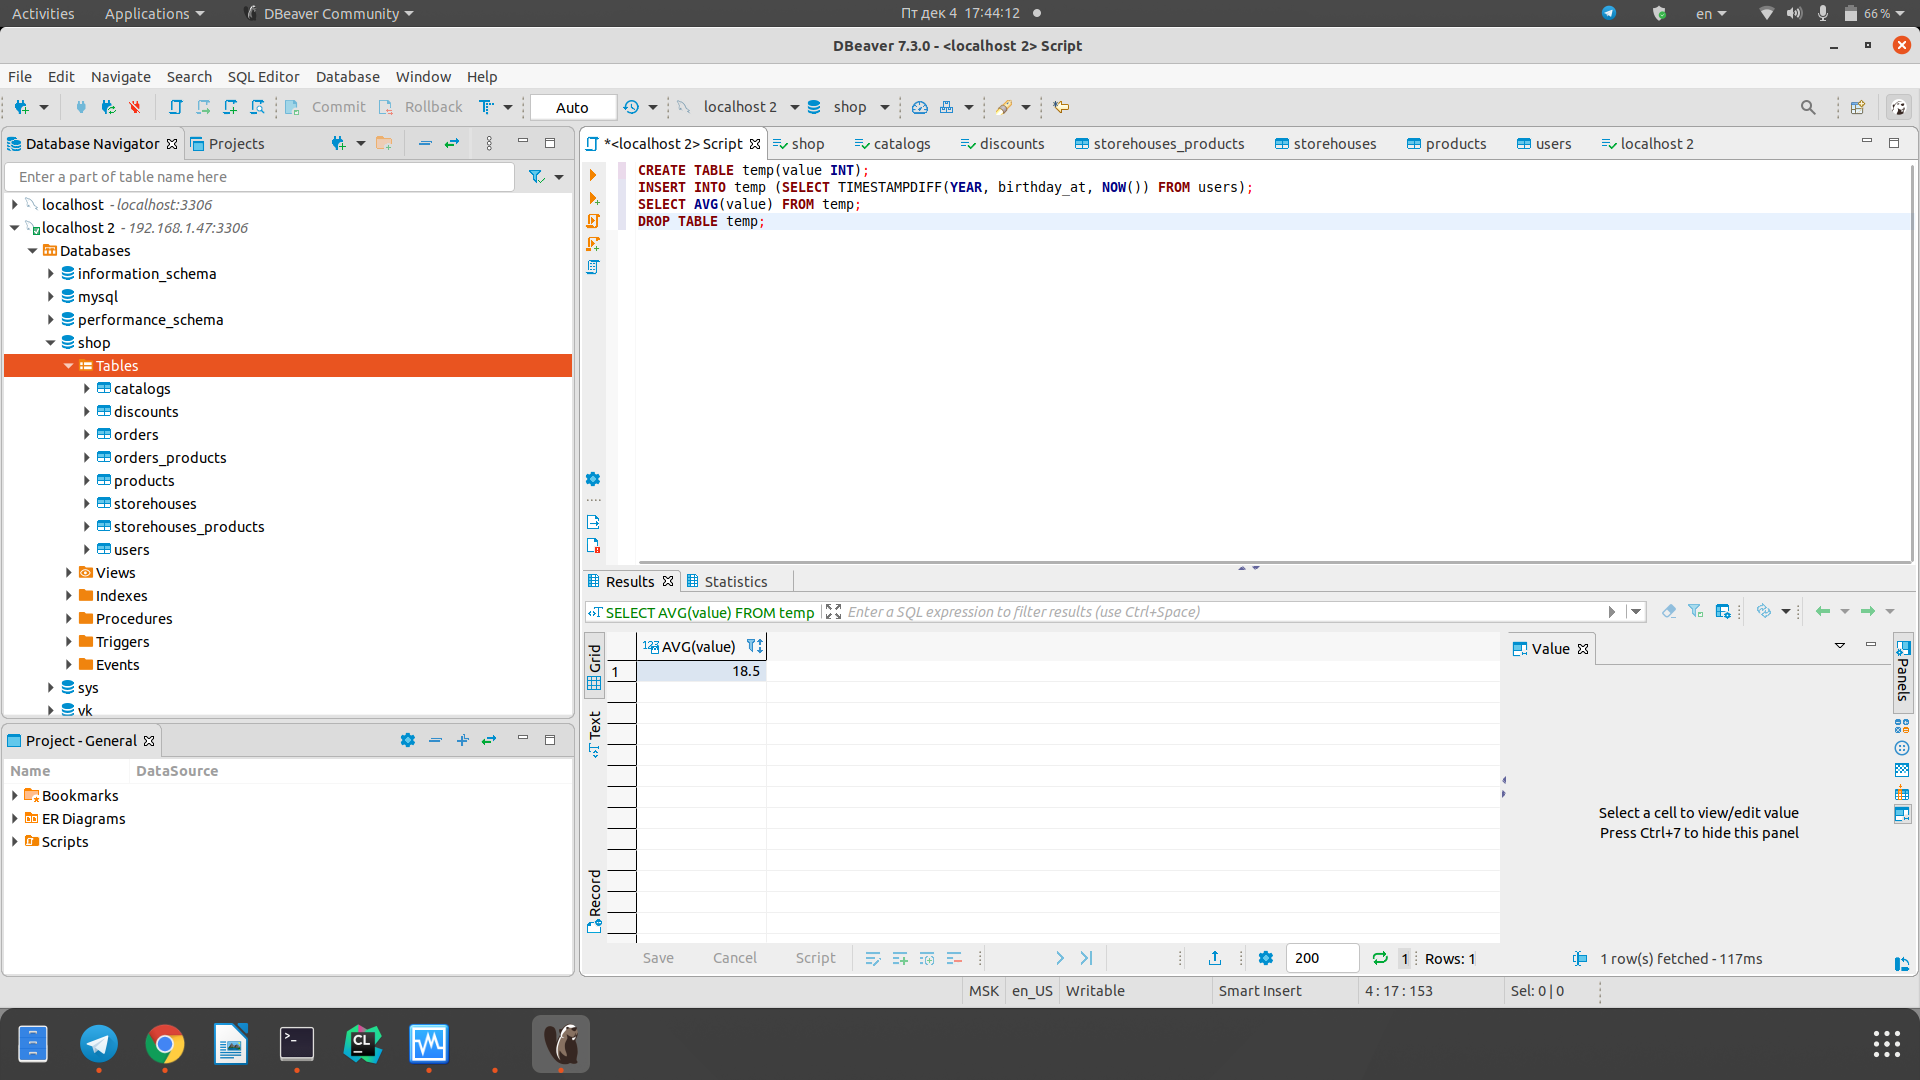 Activities Applications DBeaver Community Пт дек 4 17:44:12 en 66 %
DBeaver 7.3.0 - <localhost 2> Script
File Edit Navigate Search SQL Editor Database Window Help
Commit Rollback Auto localhost 2 shop
Database Navigator Projects
Enter a part of table name here
localhost - localhost:3306
localhost 2 - 192.168.1.47:3306
Databases
information_schema
mysql
performance_schema
shop
Tables
catalogs
discounts
orders
orders_products
products
storehouses
storehouses_products
users
Views
Indexes
Procedures
Triggers
Events
sys
vk
Project - General
Name DataSource
Bookmarks
ER Diagrams
Scripts
*<localhost 2> Script shop catalogs discounts storehouses_products storehouses products users localhost 2
CREATE TABLE temp(value INT);
INSERT INTO temp (SELECT TIMESTAMPDIFF(YEAR, birthday_at, NOW()) FROM users);
SELECT AVG(value) FROM temp;
DROP TABLE temp;
Results Statistics
SELECT AVG(value) FROM temp Enter a SQL expression to filter results (use Ctrl+Space)
Grid
Text
Record
123 AVG(value)
1 18.5
Value
Panels
Select a cell to view/edit value
Press Ctrl+7 to hide this panel
Save Cancel Script 200 1 Rows: 1 1 row(s) fetched - 117ms
MSK en_US Writable Smart Insert 4 : 17 : 153 Sel: 0 | 0
CL